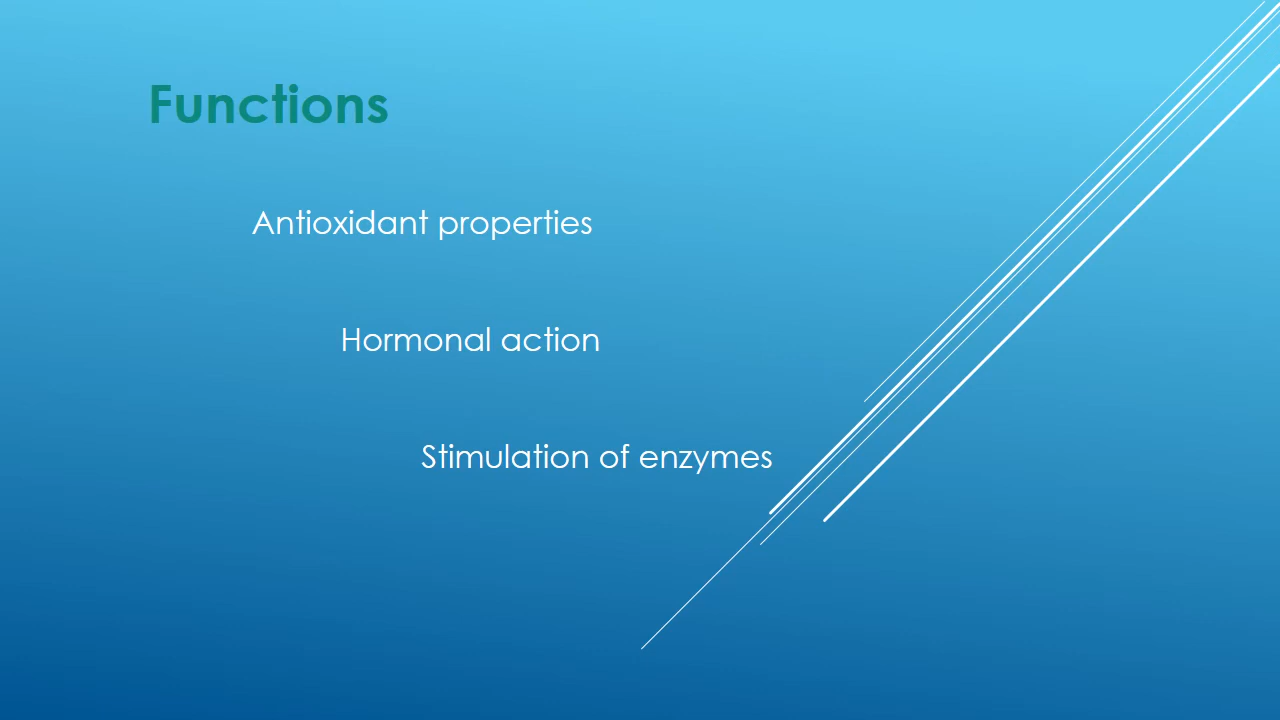 Functions
Antioxidant properties
Hormonal action
Stimulation of enzymes